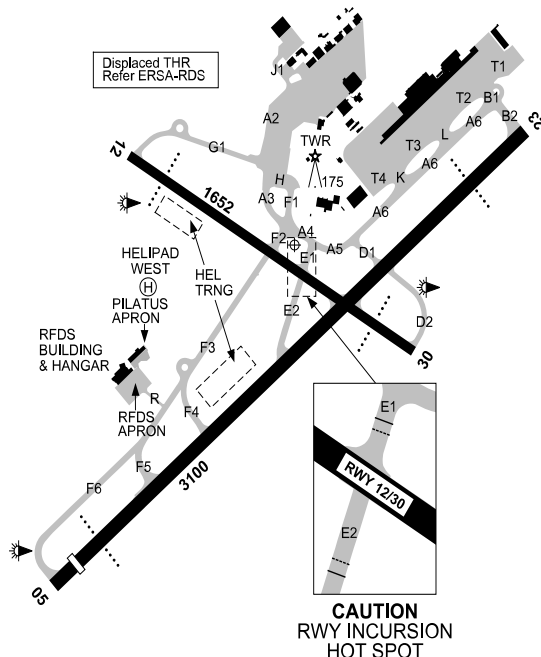 Displaced THR
Refer ERSA-RDS
J1
T1
A2
T2
B1
B2
A6
23
TWR
L
12
G1
T3
A6
H
175
T4
K
1652
A3
F1
A6
F2
A4
A5
D1
E1
HELIPAD
WEST
H
PILATUS
APRON
HEL
TRNG
E2
D2
RFDS
BUILDING
& HANGAR
F3
30
R
RFDS
APRON
F4
E1
F5
3100
RWY 12/30
F6
E2
05
CAUTION
RWY INCURSION
HOT SPOT